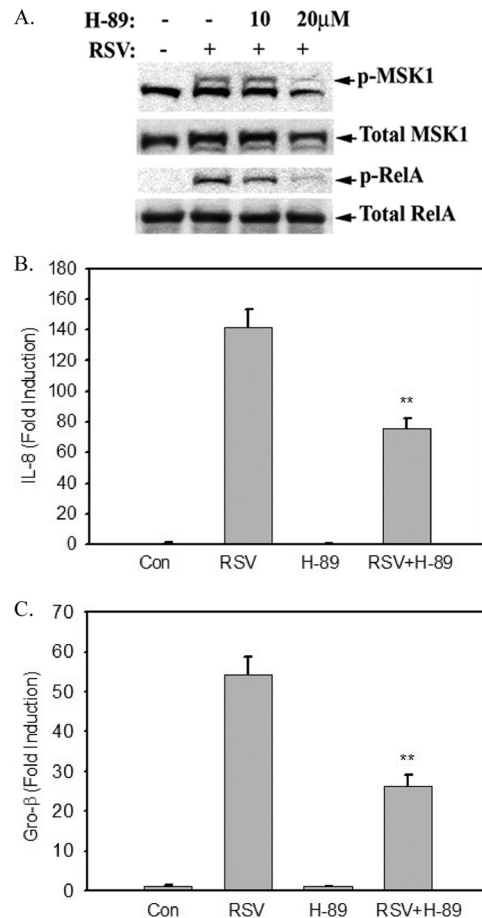 A.
H-89: - - 10 20μM
RSV: - + + +
p-MSK1
Total MSK1
p-RelA
Total RelA
B.
IL-8 (Fold Induction)
180
160
140
120
100
80
60
40
20
0
**
Con RSV H-89 RSV+H-89
C.
Gro-β (Fold Induction)
70
60
50
40
30
20
10
0
**
Con RSV H-89 RSV+H-89